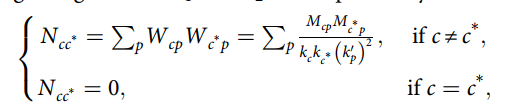 N_{cc^*} = \sum_p W_{cp} W_{c^*p} = \sum_p \frac{M_{cp} M_{c^*p}}{k_c k_{c^*} (k'_p)^2}, if c ≠ c^*,
N_{cc^*} = 0, if c = c^*,